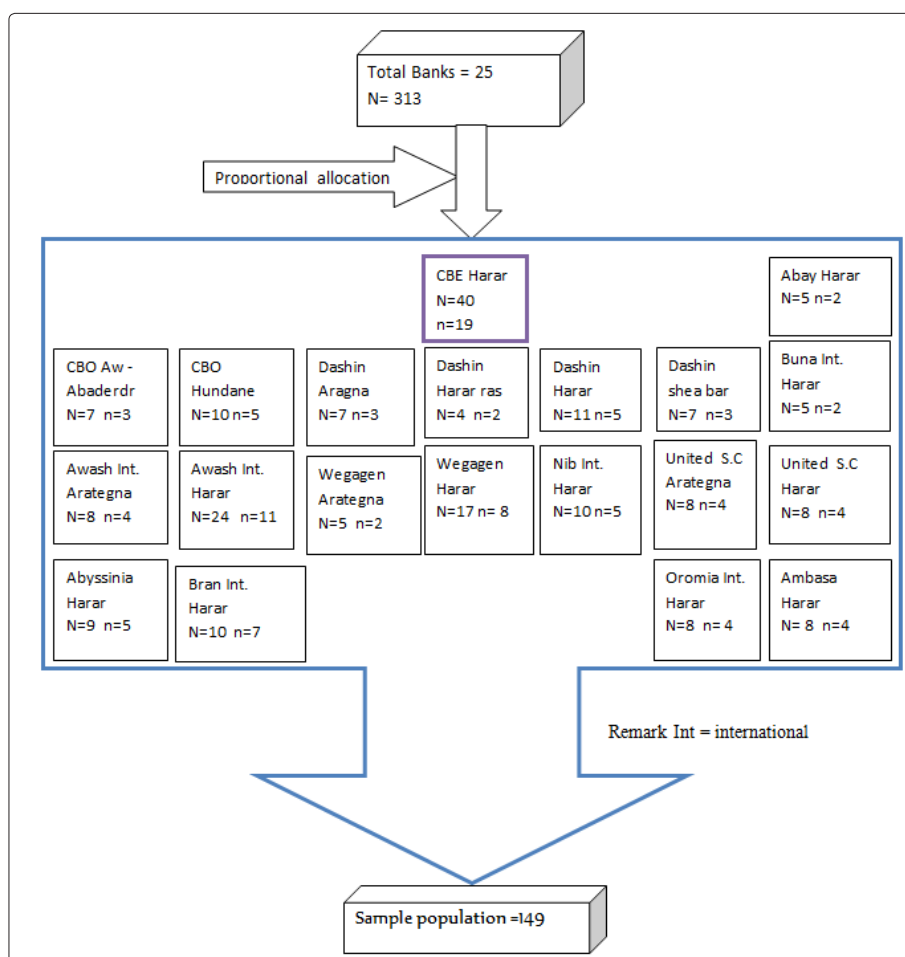 Total Banks = 25
N= 313
Proportional allocation
CBE Harar
N=40
n=19
Abay Harar
N=5 n=2
CBO Aw -
Abaderdr
N=7 n=3
CBO
Hundane
N=10 n=5
Dashin
Aragna
N=7 n=3
Dashin
Harar ras
N=4 n=2
Dashin
Harar
N=11 n=5
Dashin
shea bar
N=7 n=3
Buna Int.
Harar
N=5 n=2
Awash Int.
Arategna
N=8 n=4
Awash Int.
Harar
N=24 n=11
Wegagen
Arategna
N=5 n=2
Wegagen
Harar
N=17 n= 8
Nib Int.
Harar
N=10 n=5
United S.C
Arategna
N=8 n=4
United S.C
Harar
N=8 n=4
Abyssinia
Harar
N=9 n=5
Bran Int.
Harar
N=10 n=7
Oromia Int.
Harar
N=8 n= 4
Ambasa
Harar
N= 8 n=4
Remark Int = international
Sample population =149